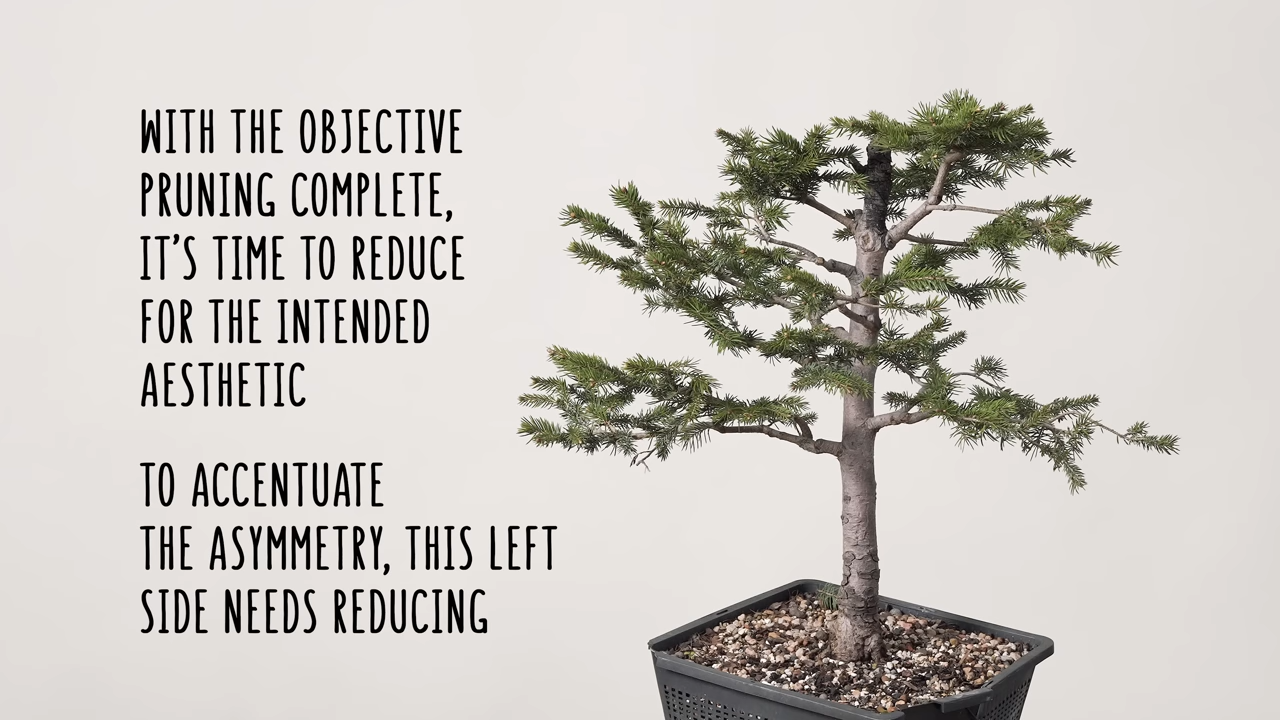 WITH THE OBJECTIVE
PRUNING COMPLETE,
IT’S TIME TO REDUCE
FOR THE INTENDED
AESTHETIC
TO ACCENTUATE
THE ASYMMETRY, THIS LEFT
SIDE NEEDS REDUCING